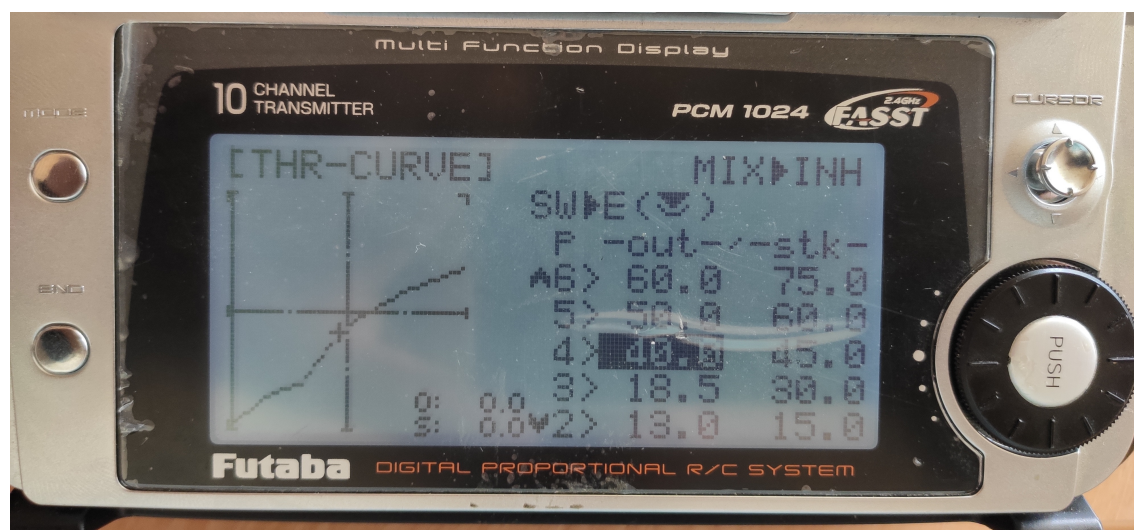 Multi Function Display
10 CHANNEL TRANSMITTER
PCM 1024 2.4GHz FASST
MODE
CURSOR
END
PUSH
[THR-CURVE] MIX▶INH
SW▶E( )
P -out-/-stk-
6> 60.0 75.0
5> 50.0 60.0
4> 40.0 45.0
3> 18.5 30.0
O: 0.0
S: 0.0
2> 13.0 15.0
Futaba DIGITAL PROPORTIONAL R/C SYSTEM